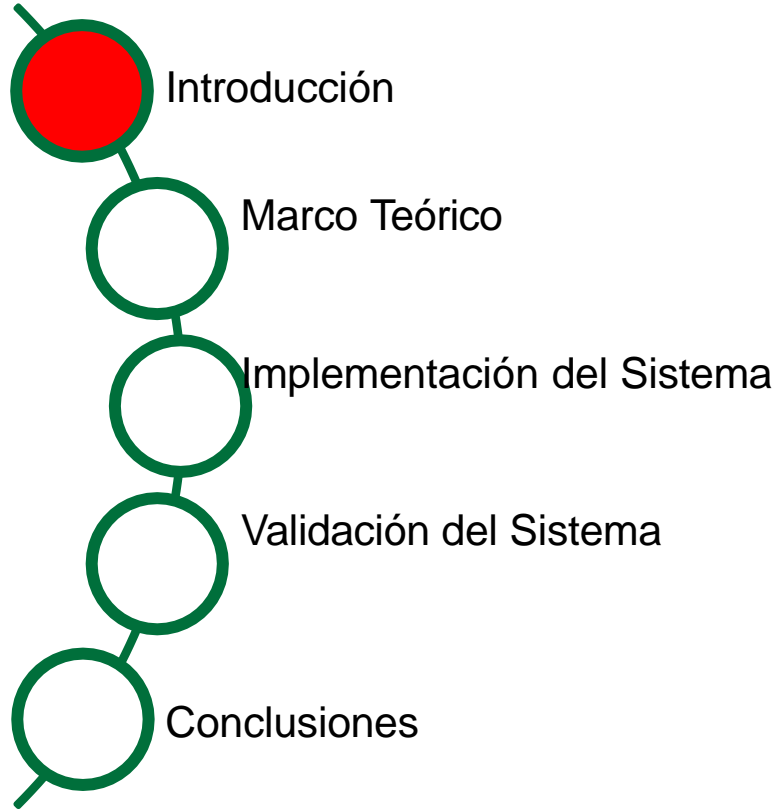 Introducción
Marco Teórico
Implementación del Sistema
Validación del Sistema
Conclusiones